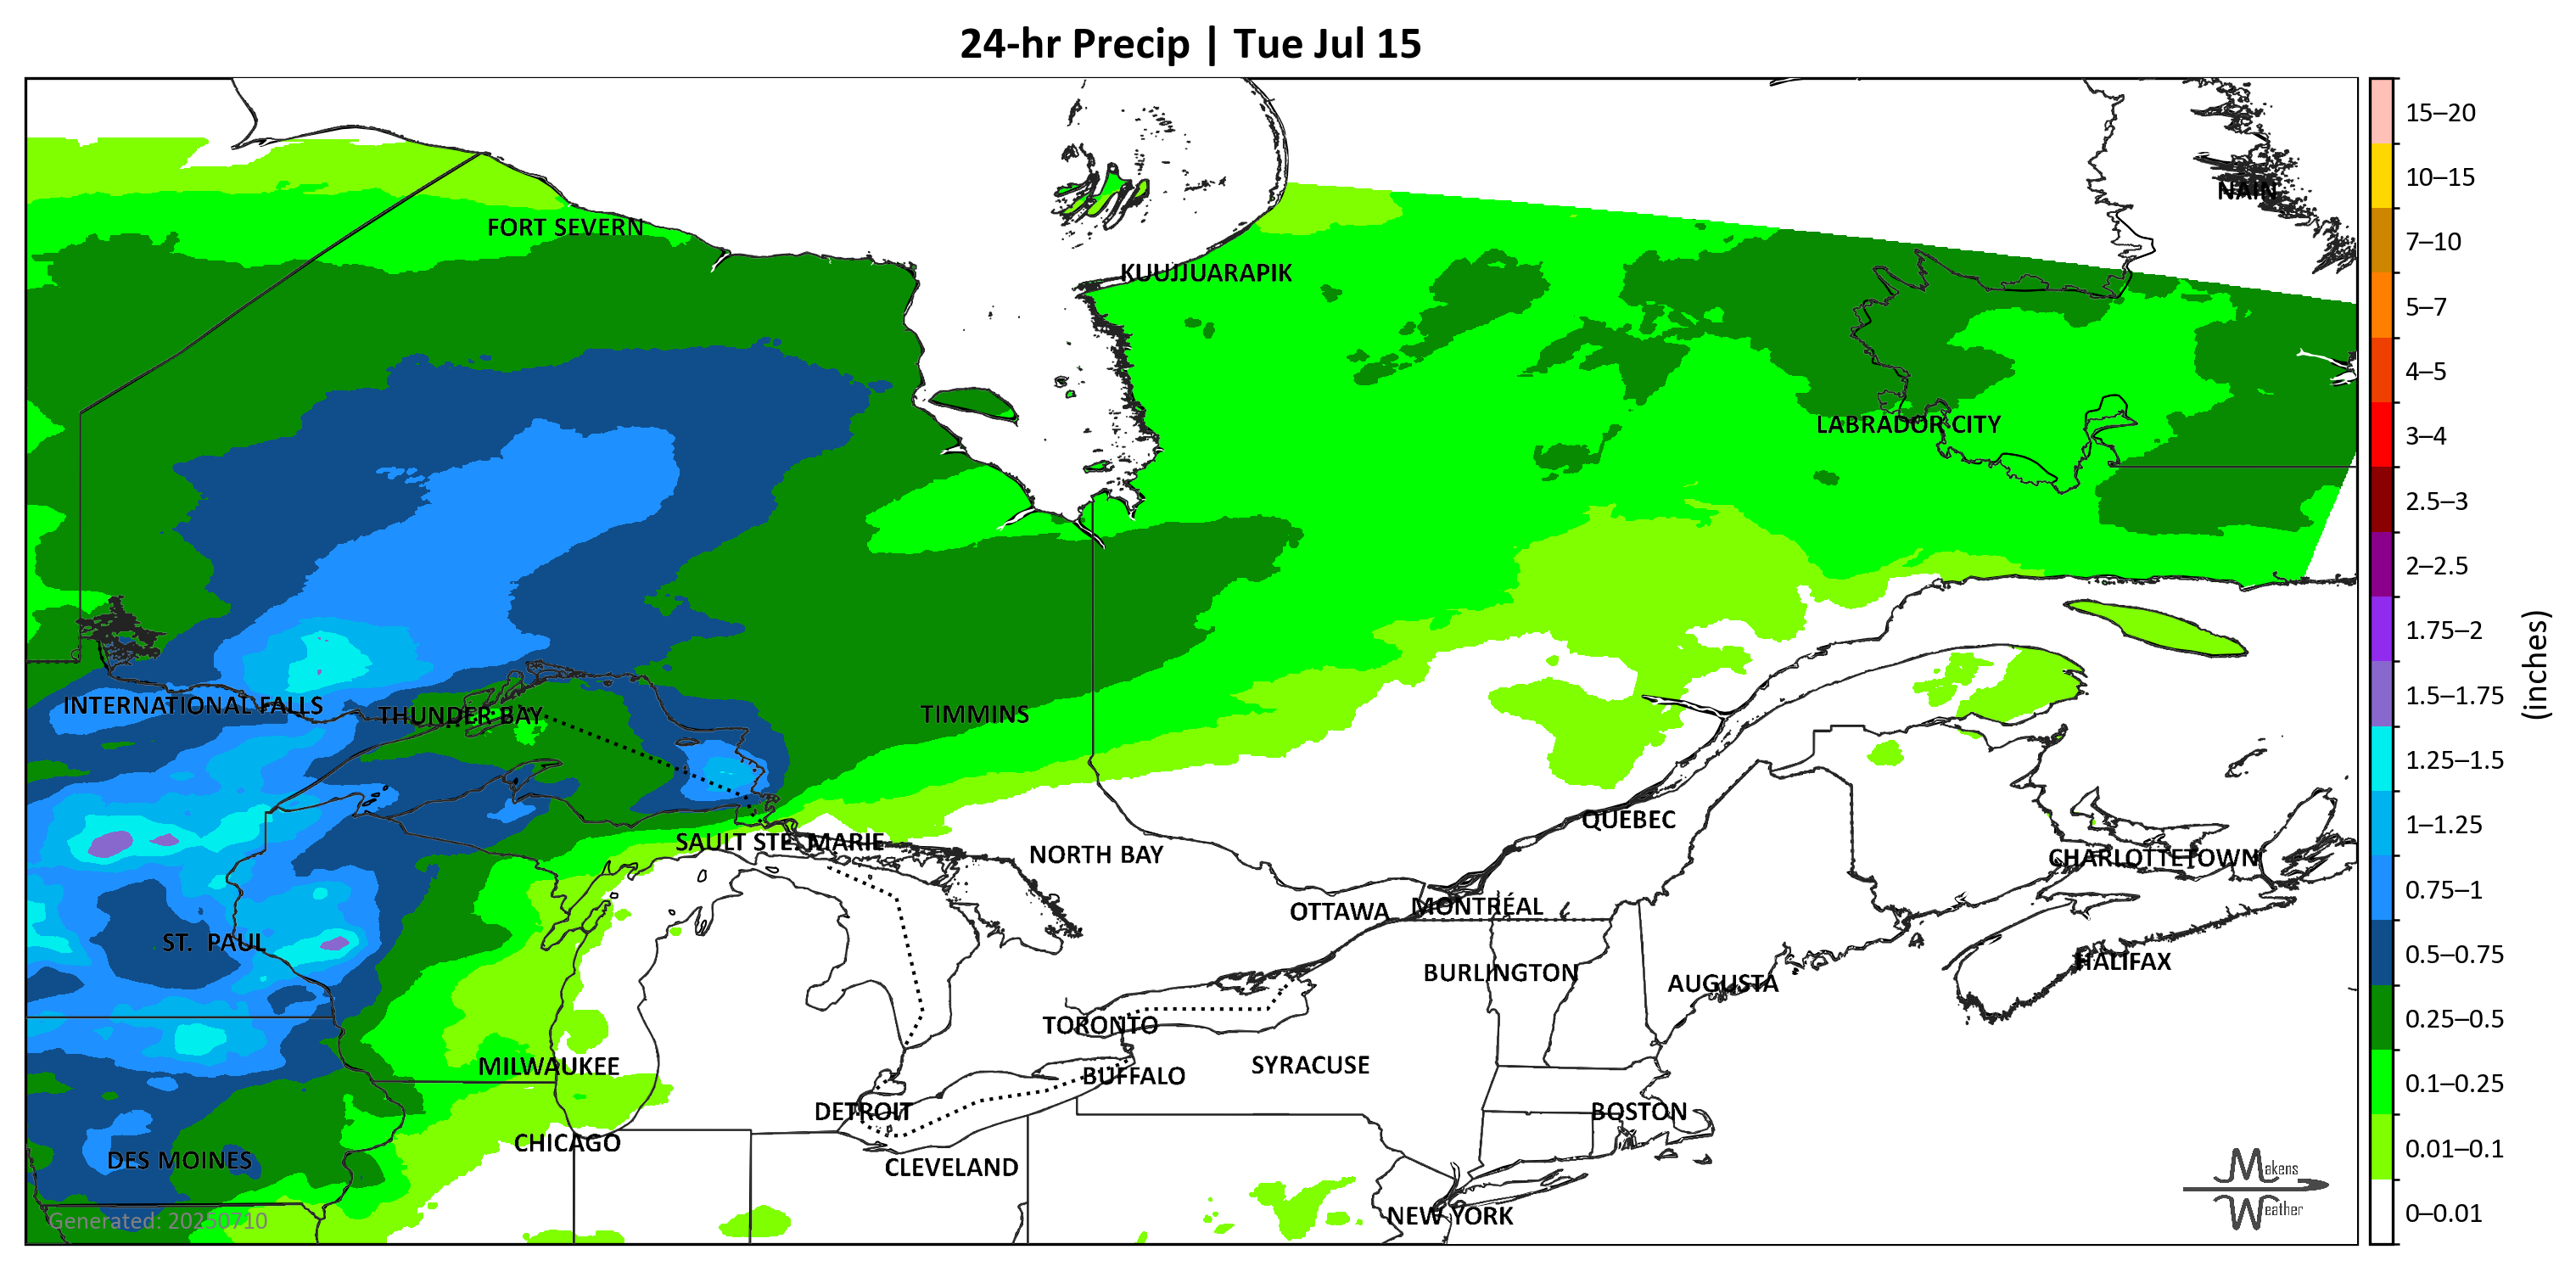 24-hr Precip | Tue Jul 15
15–20
10–15
NAIN
FORT SEVERN
7–10
KUUJJUARAPIK
5–7
4–5
LABRADOR CITY
3–4
2.5–3
2–2.5
1.75–2
(inches)
1.5–1.75
INTERNATIONAL FALLS
THUNDER BAY
TIMMINS
1.25–1.5
QUÉBEC
1–1.25
SAULT STE. MARIE
NORTH BAY
CHARLOTTETOWN
0.75–1
OTTAWA
MONTRÉAL
ST. PAUL
HALIFAX
0.5–0.75
BURLINGTON
AUGUSTA
TORONTO
0.25–0.5
MILWAUKEE
SYRACUSE
BUFFALO
0.1–0.25
DETROIT
BOSTON
CHICAGO
0.01–0.1
DES MOINES
CLEVELAND
Makens
Weather
Generated: 20250710
NEW YORK
0–0.01